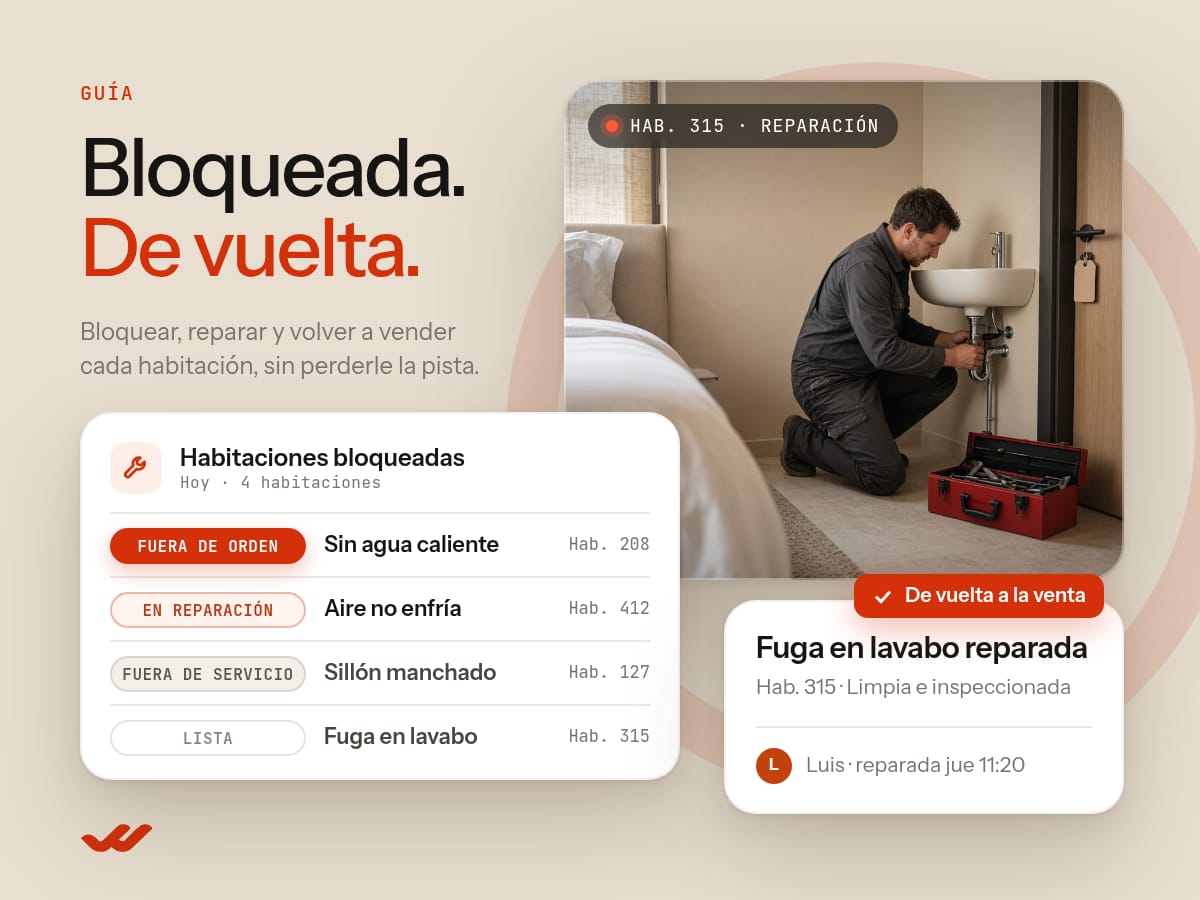 GUÍA
Bloqueada.
De vuelta.
Bloquear, reparar y volver a vender
cada habitación, sin perderle la pista.
HAB. 315 · REPARACIÓN
Habitaciones bloqueadas
Hoy · 4 habitaciones
FUERA DE ORDEN Sin agua caliente Hab. 208
EN REPARACIÓN Aire no enfría Hab. 412
FUERA DE SERVICIO Sillón manchado Hab. 127
LISTA Fuga en lavabo Hab. 315
De vuelta a la venta
Fuga en lavabo reparada
Hab. 315 · Limpia e inspeccionada
L Luis · reparada jue 11:20